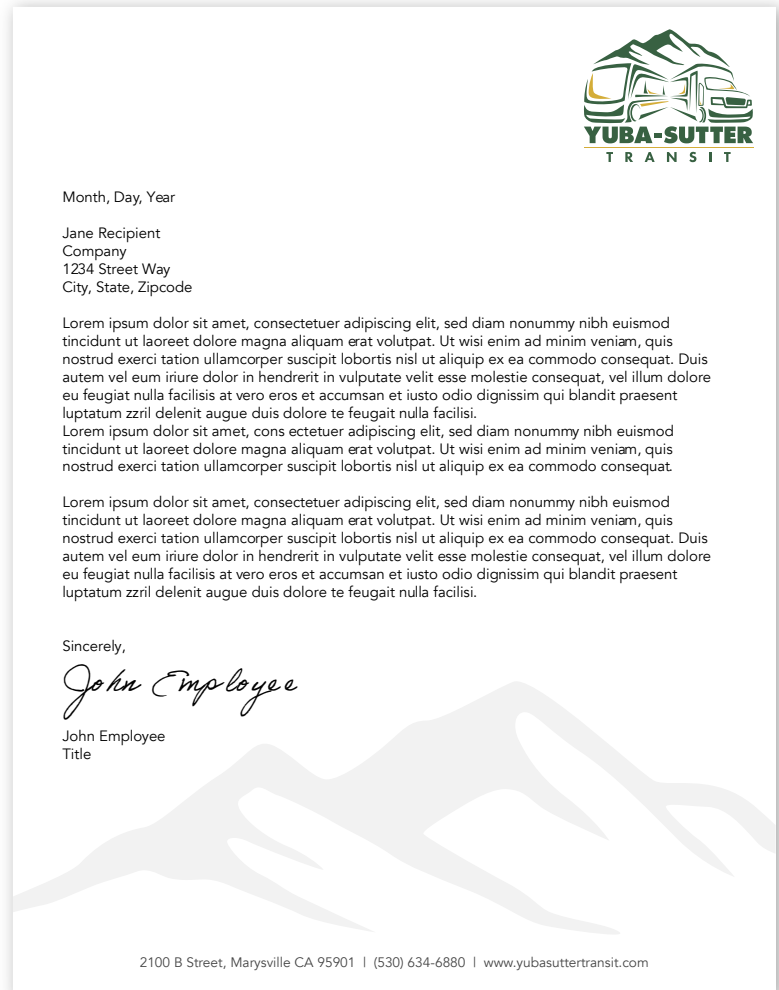 YUBA-SUTTER
TRANSIT
Month, Day, Year
Jane Recipient
Company
1234 Street Way
City, State, Zipcode
Lorem ipsum dolor sit amet, consectetuer adipiscing elit, sed diam nonummy nibh euismod
tincidunt ut laoreet dolore magna aliquam erat volutpat. Ut wisi enim ad minim veniam, quis
nostrud exerci tation ullamcorper suscipit lobortis nisl ut aliquip ex ea commodo consequat. Duis
autem vel eum iriure dolor in hendrerit in vulputate velit esse molestie consequat, vel illum dolore
eu feugiat nulla facilisis at vero eros et accumsan et iusto odio dignissim qui blandit praesent
luptatum zzril delenit augue duis dolore te feugait nulla facilisi.
Lorem ipsum dolor sit amet, cons ectetuer adipiscing elit, sed diam nonummy nibh euismod
tincidunt ut laoreet dolore magna aliquam erat volutpat. Ut wisi enim ad minim veniam, quis
nostrud exerci tation ullamcorper suscipit lobortis nisl ut aliquip ex ea commodo consequat.
Lorem ipsum dolor sit amet, consectetuer adipiscing elit, sed diam nonummy nibh euismod
tincidunt ut laoreet dolore magna aliquam erat volutpat. Ut wisi enim ad minim veniam, quis
nostrud exerci tation ullamcorper suscipit lobortis nisl ut aliquip ex ea commodo consequat. Duis
autem vel eum iriure dolor in hendrerit in vulputate velit esse molestie consequat, vel illum dolore
eu feugiat nulla facilisis at vero eros et accumsan et iusto odio dignissim qui blandit praesent
luptatum zzril delenit augue duis dolore te feugait nulla facilisi.
Sincerely,
John Employee
John Employee
Title
2100 B Street, Marysville CA 95901 | (530) 634-6880 | www.yubasuttertransit.com